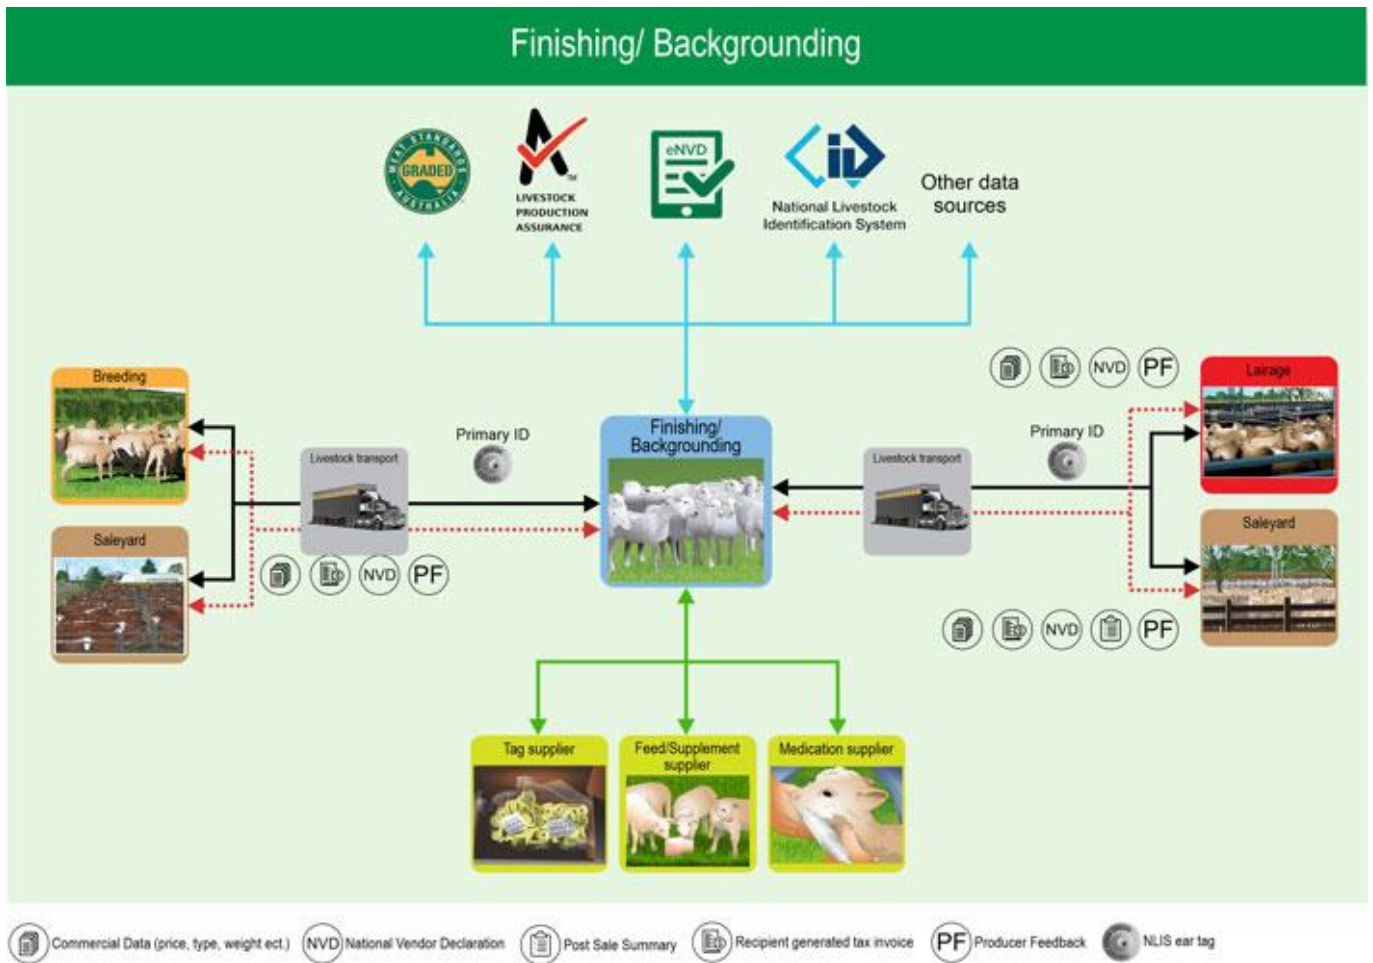 Finishing/ Backgrounding
MEAT STANDARDS
GRADED
AUSTRALIA
LIVESTOCK
PRODUCTION
ASSURANCE
TM
eNVD
iD
National Livestock
Identification System
Other data
sources
Breeding
Saleyard
Livestock transport
NVD
PF
Primary ID
Finishing/
Backgrounding
Livestock transport
Primary ID
NVD
PF
Lairage
Saleyard
NVD
PF
Tag supplier
Feed/Supplement
supplier
Medication supplier
Commercial Data (price, type, weight ect.)
NVD National Vendor Declaration
Post Sale Summary
Recipient generated tax invoice
PF Producer Feedback
NLIS ear tag